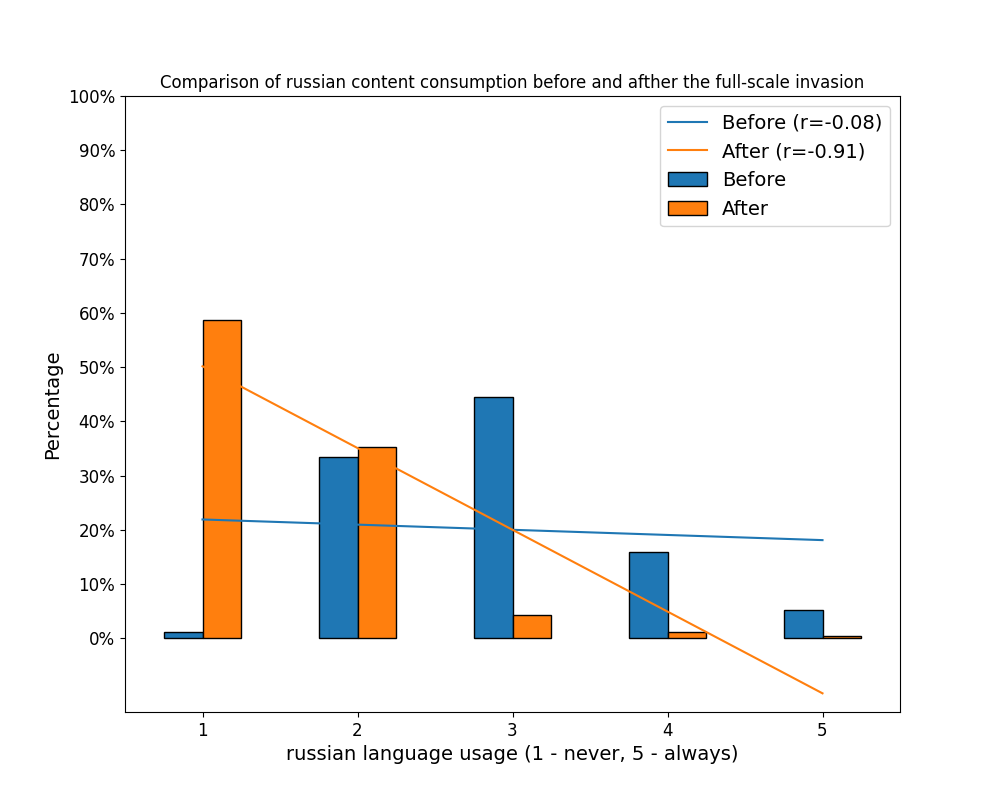 Comparison of russian content consumption before and afther the full-scale invasion
100%
90%
80%
70%
60%
50%
40%
30%
20%
10%
0%
Percentage
Before (r=-0.08)
After (r=-0.91)
Before
After
1 2 3 4 5
russian language usage (1 - never, 5 - always)